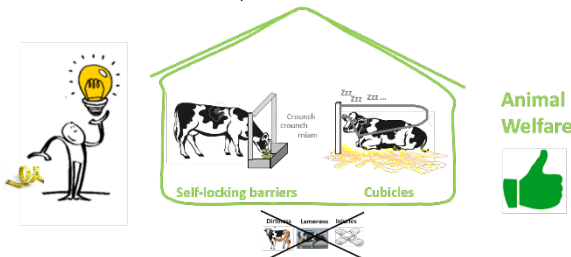 Zzz
Zzz Zzz ...
Crounch
crounch
miam
Animal
Welfare
Self-locking barriers
Cubicles
Dirtiness
Lameness
Injuries